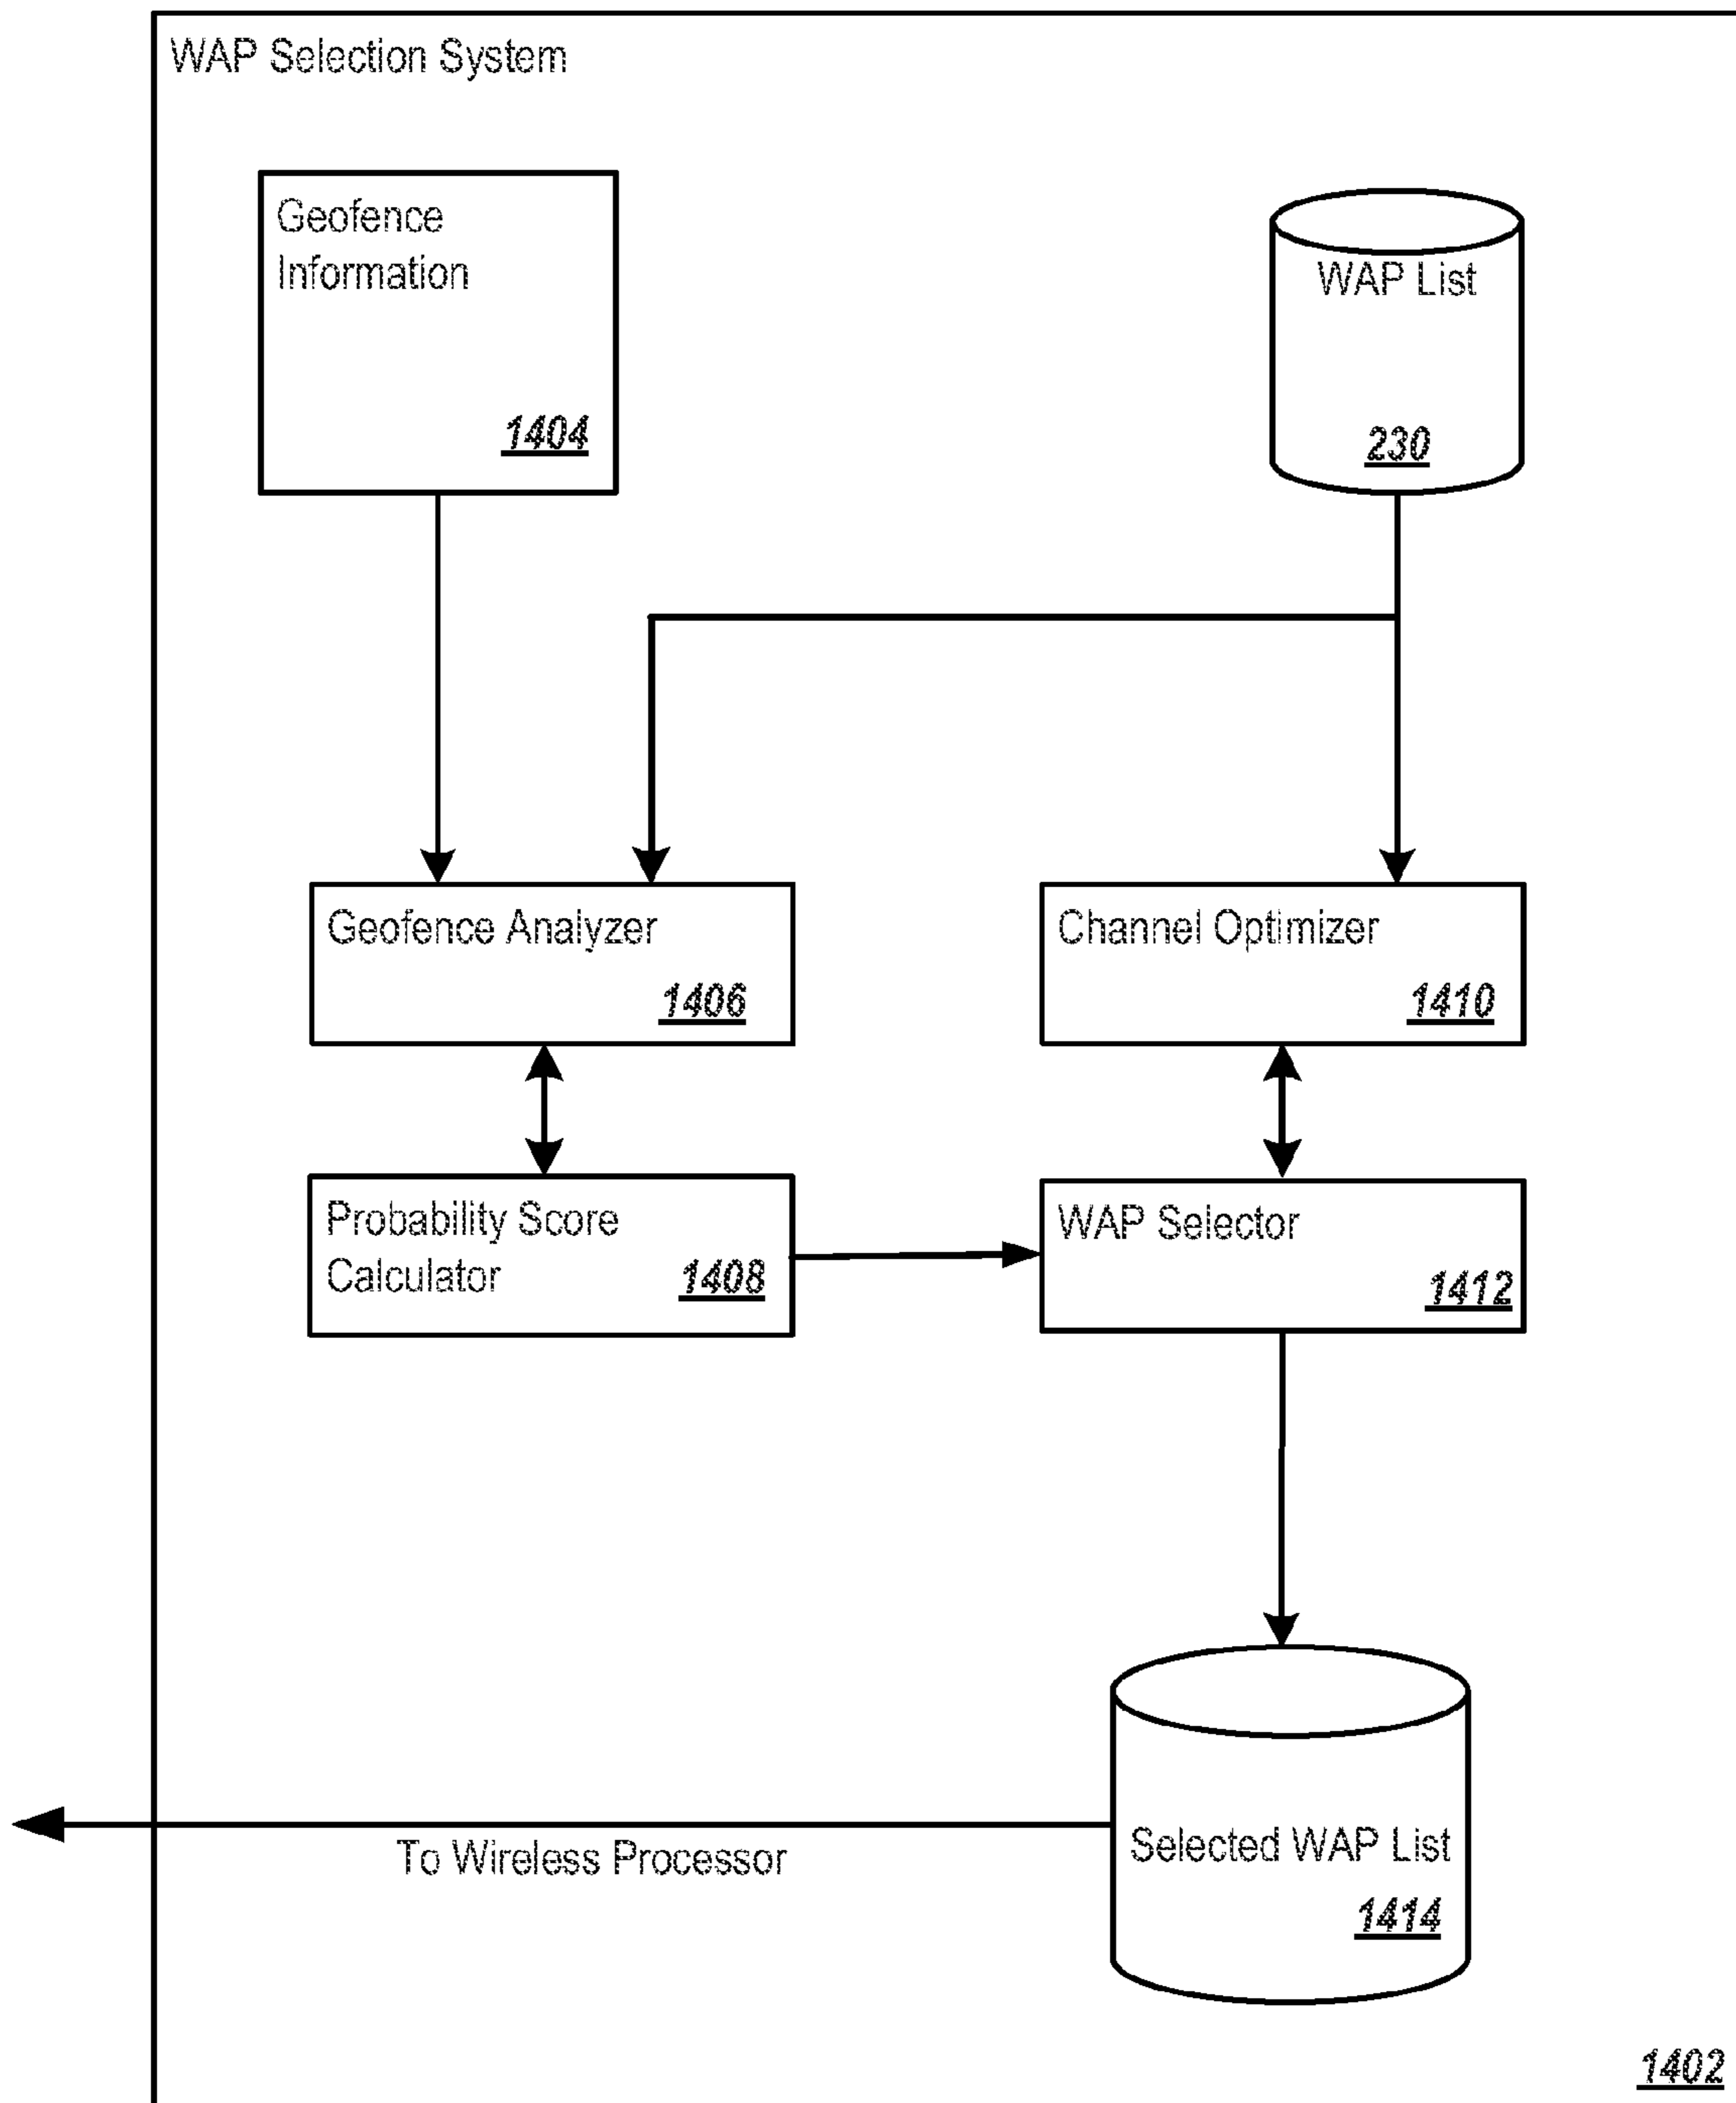 WAP Selection System
Geofence
Information
1404
WAP List
230
Geofence Analyzer
1406
Channel Optimizer
1410
Probability Score
Calculator
1408
WAP Selector
1412
To Wireless Processor
Selected WAP List
1414
1402